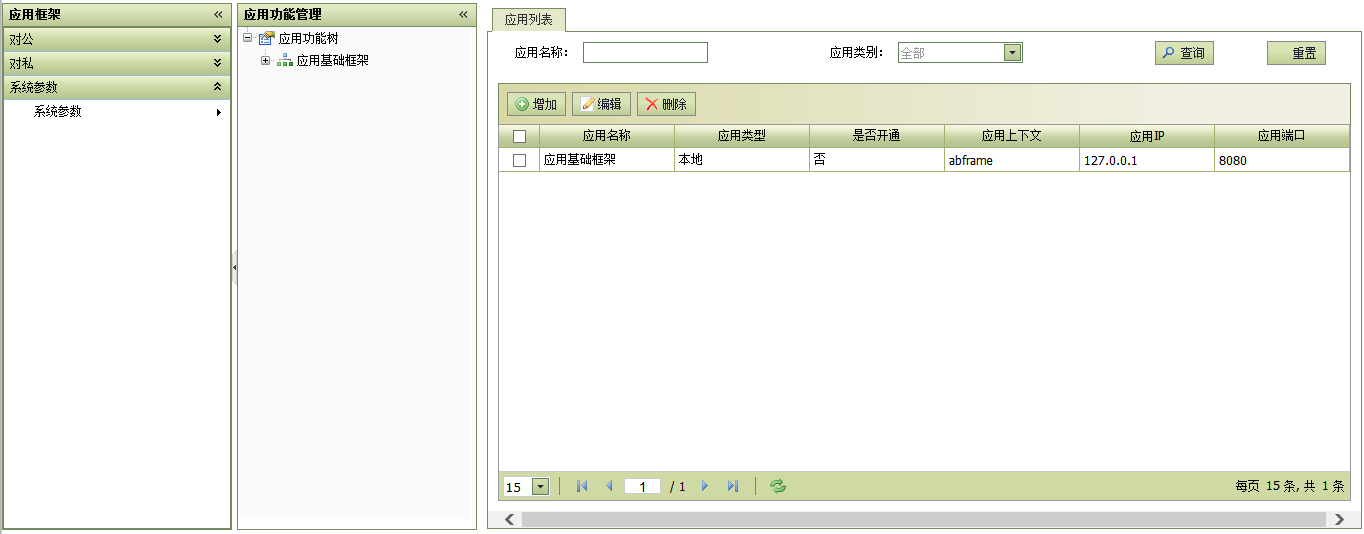 应用框架
对公
对私
系统参数
系统参数
应用功能管理
应用功能树
应用基础框架
应用列表
应用名称： 应用类别： 全部 查询 重置
增加 编辑 删除
应用名称 应用类型 是否开通 应用上下文 应用IP 应用端口
应用基础框架 本地 否 abframe 127.0.0.1 8080
15 1 / 1 每页 15 条, 共 1 条